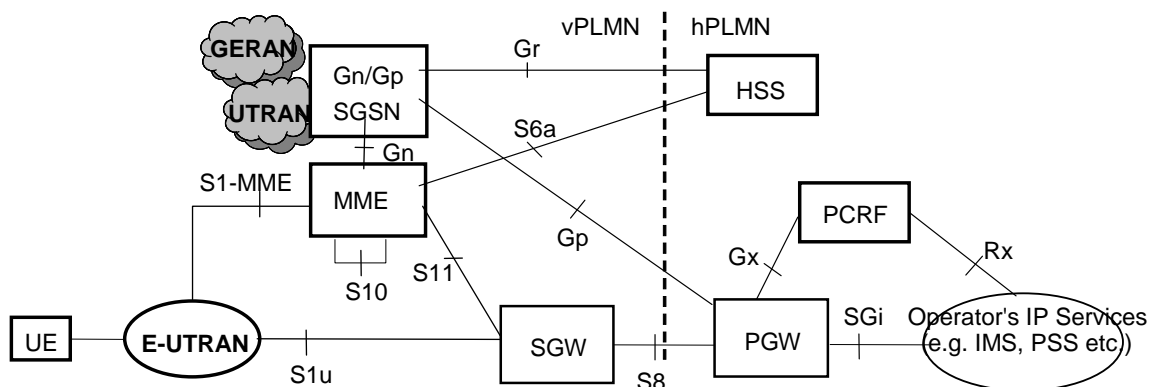 vPLMN
hPLMN
GERAN
Gr
Gn/Gp
SGSN
HSS
UTRAN
S6a
Gn
S1-MME
MME
PCRF
Gp
Gx
Rx
S11
S10
UE
E-UTRAN
SGW
PGW
SGi
Operator's IP Services
(e.g. IMS, PSS etc.)
S1u
S8